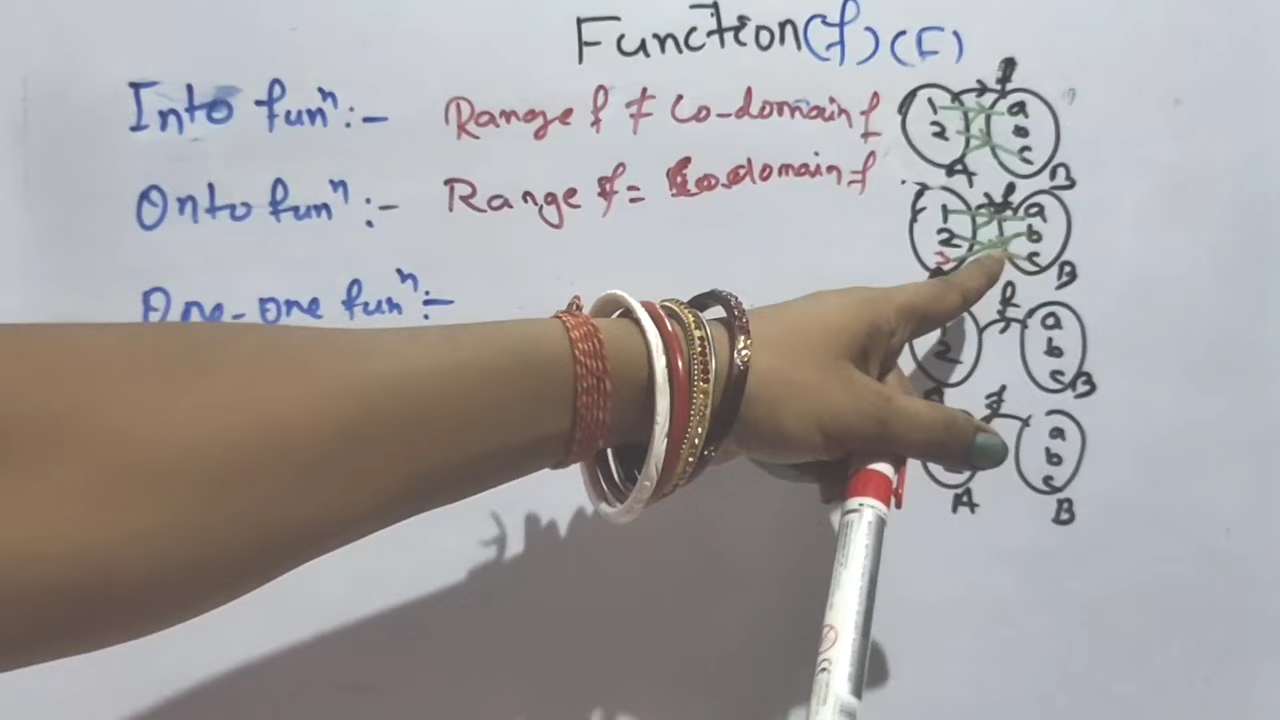 Function(f)(F)
Into funⁿ:- Range f ≠ Co-domain f
Onto funⁿ:- Range f = Co-domain f
One-one funⁿ:-
f
1 a
2 b
c
A B
f
1 a
2 b
3 c
B
f
a
2 b
c
B
f
a
b
c
A B